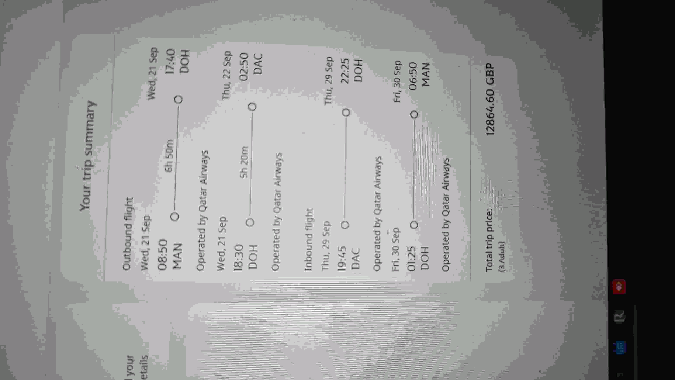 Your trip summary
Outbound flight
Wed, 21 Sep Wed, 21 Sep
08:50 6h 50m 17:40
MAN DOH
Operated by Qatar Airways
Wed, 21 Sep Thu, 22 Sep
18:30 5h 20m 02:50
DOH DAC
Operated by Qatar Airways
Inbound flight
Thu, 29 Sep Thu, 29 Sep
19:45 22:25
DAC DOH
Operated by Qatar Airways
Fri, 30 Sep Fri, 30 Sep
01:25 06:50
DOH MAN
Operated by Qatar Airways
Total trip price: 12864.60 GBP
(3 Adult)
your
etails